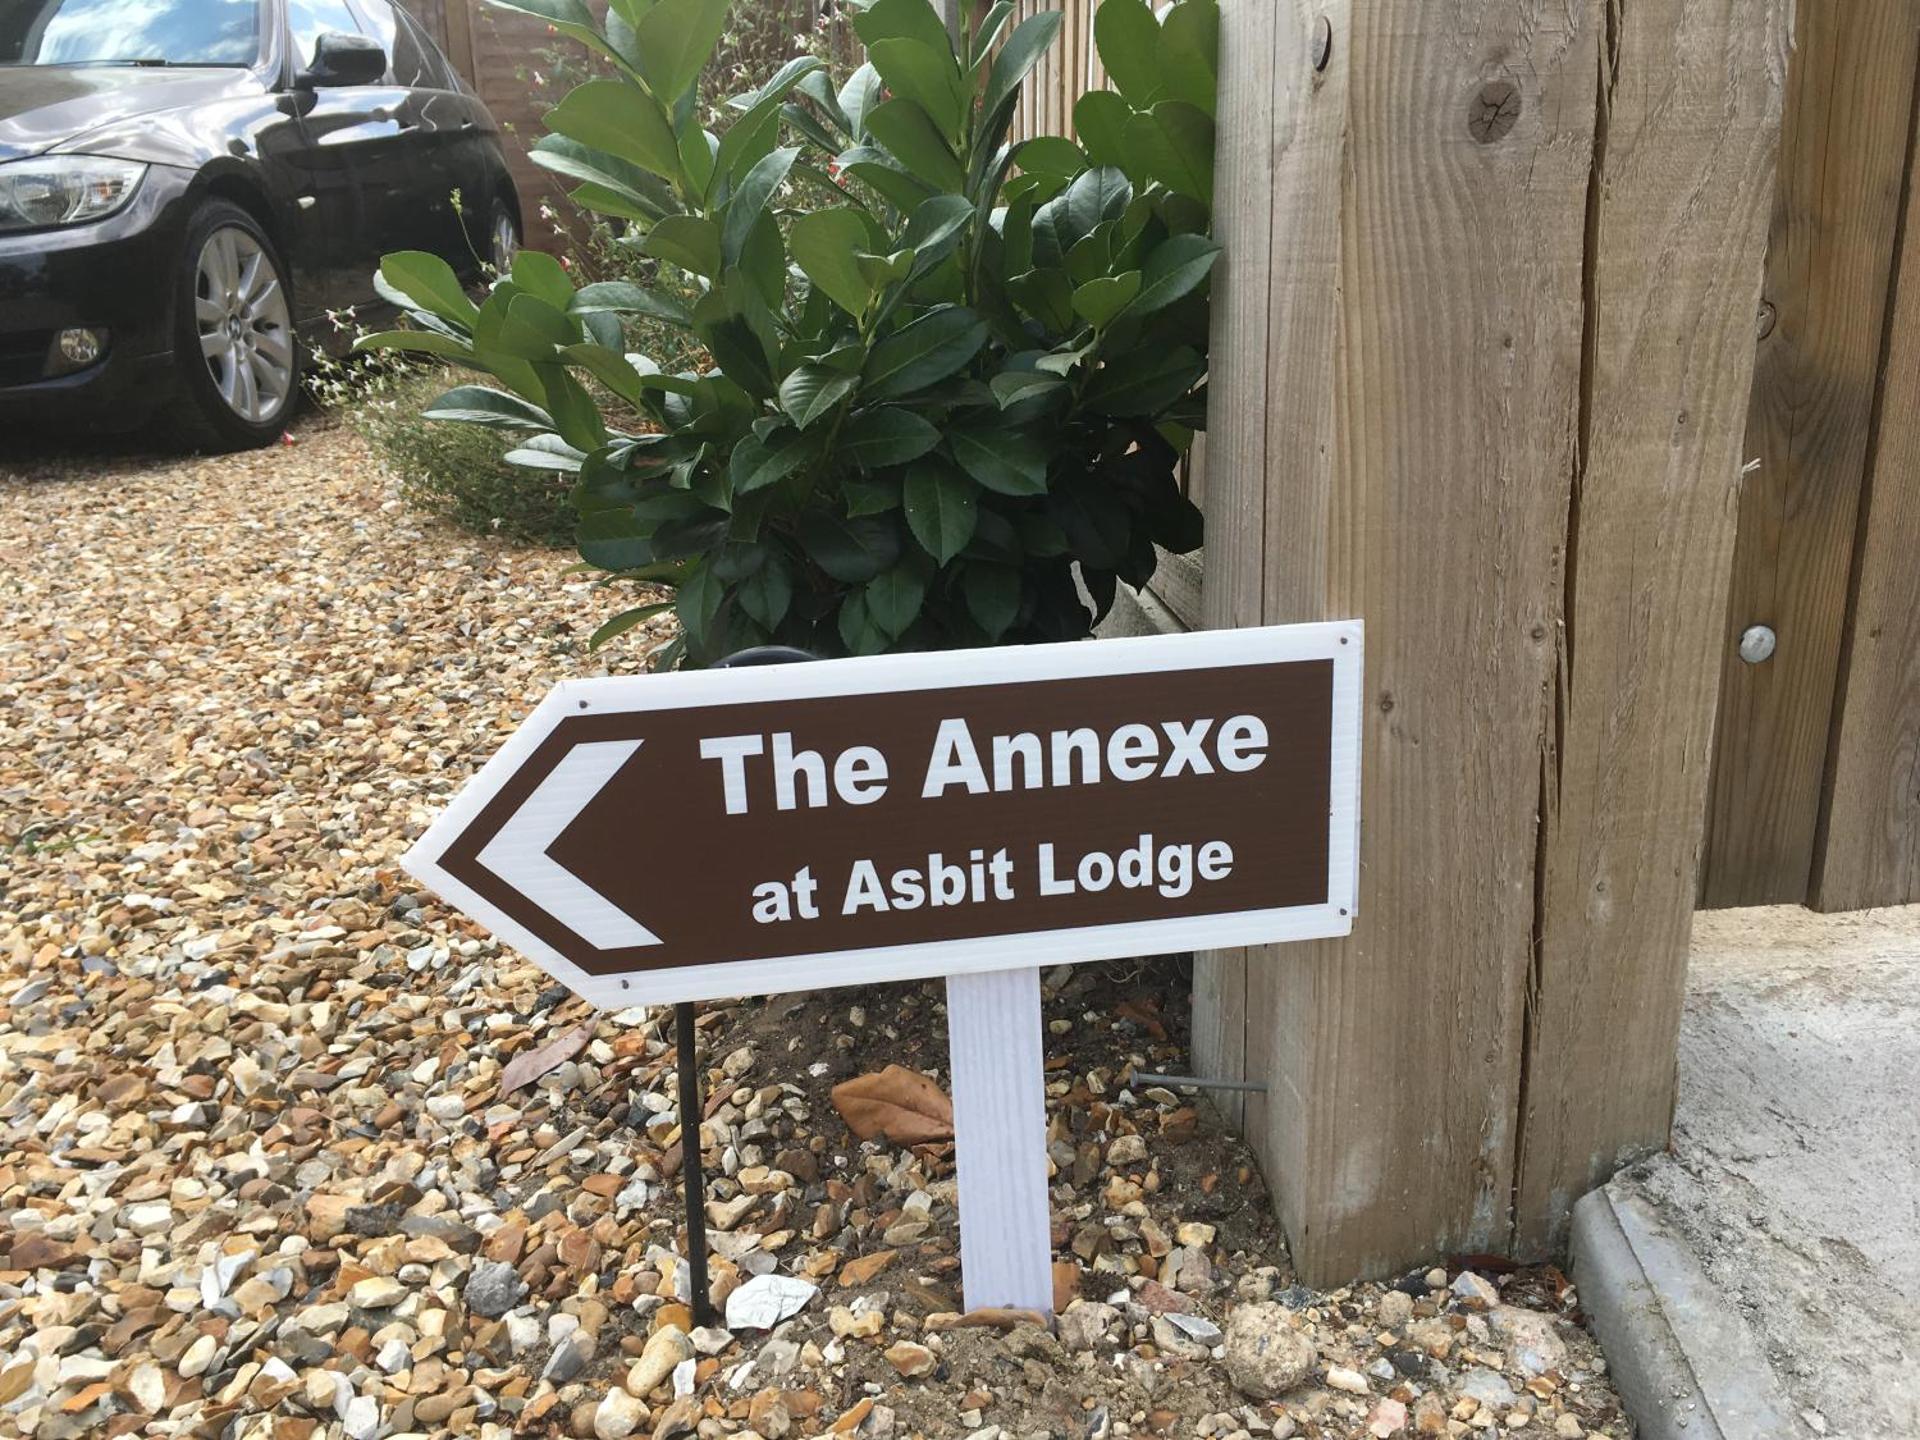 The Annexe
at Asbit Lodge